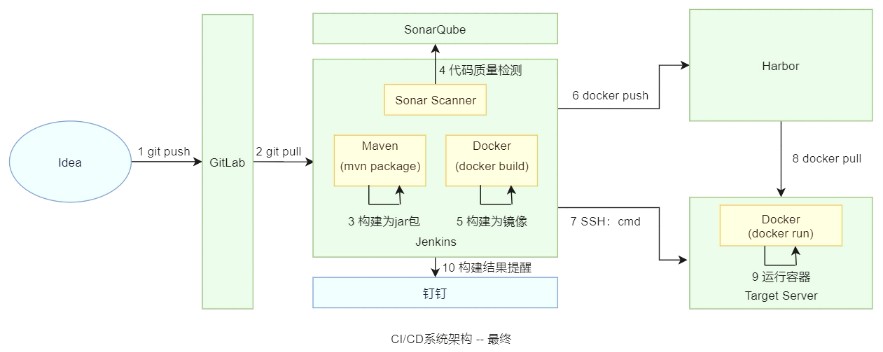 SonarQube
4 代码质量检测
Sonar Scanner
6 docker push
Harbor
Idea
1 git push
GitLab
2 git pull
Maven
(mvn package)
3 构建为jar包
Docker
(docker build)
5 构建为镜像
Jenkins
7 SSH：cmd
8 docker pull
Docker
(docker run)
9 运行容器
Target Server
10 构建结果提醒
钉钉
CI/CD系统架构 -- 最终